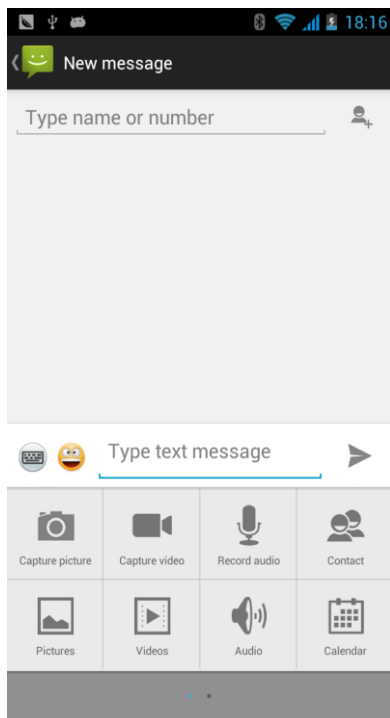 18:16
New message
Type name or number
Type text message
Capture picture
Capture video
Record audio
Contact
Pictures
Videos
Audio
Calendar